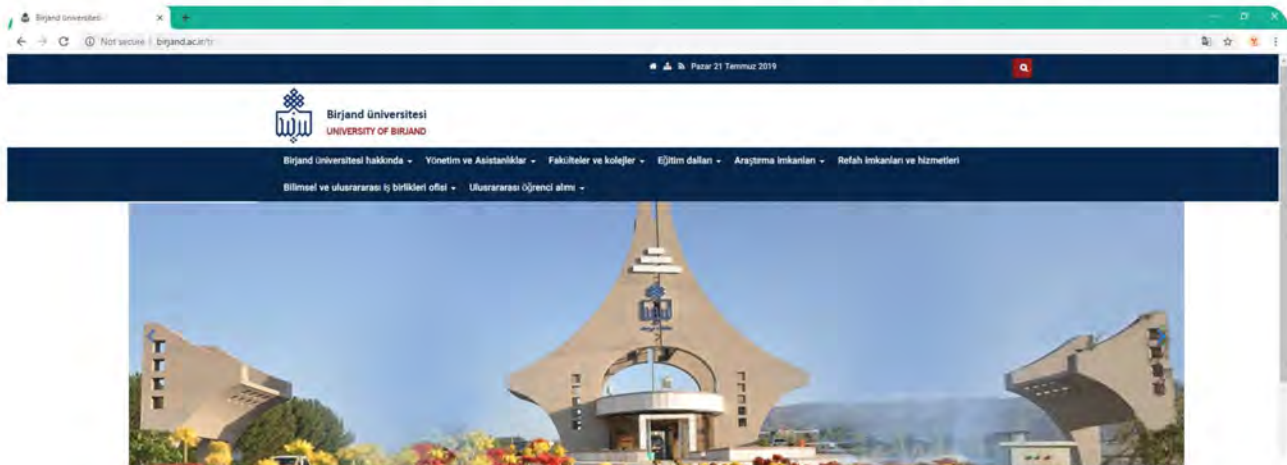 Birjand üniversitesi
Not secure | birjand.ac.ir/tr
Pazar 21 Temmuz 2019
Birjand üniversitesi
UNIVERSITY OF BIRJAND
Birjand üniversitesi hakkında Yönetim ve Asistanlıklar Fakülteler ve kolejler Eğitim dalları Araştırma imkanları Refah imkanları ve hizmetleri
Bilimsel ve ulusrararası iş birlikleri ofisi Ulusrararası öğrenci alımı